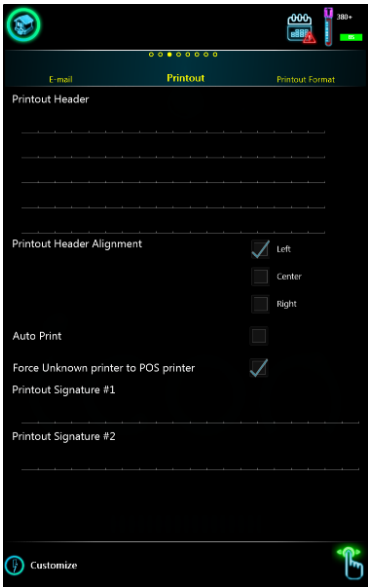 000
380+
E-mail
Printout
Printout Format
Printout Header
Printout Header Alignment
Left
Center
Right
Auto Print
Force Unknown printer to POS printer
Printout Signature #1
Printout Signature #2
Customize